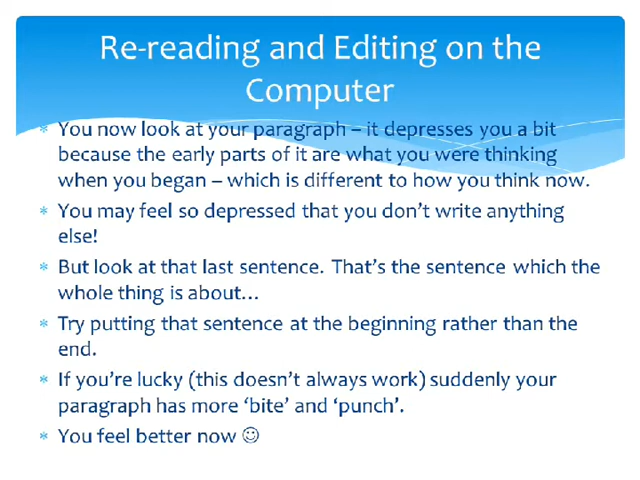 Re-reading and Editing on the
Computer
* You now look at your paragraph – it depresses you a bit
because the early parts of it are what you were thinking
when you began – which is different to how you think now.
* You may feel so depressed that you don’t write anything
else!
* But look at that last sentence. That’s the sentence which the
whole thing is about…
* Try putting that sentence at the beginning rather than the
end.
* If you’re lucky (this doesn’t always work) suddenly your
paragraph has more ‘bite’ and ‘punch’.
* You feel better now ☺